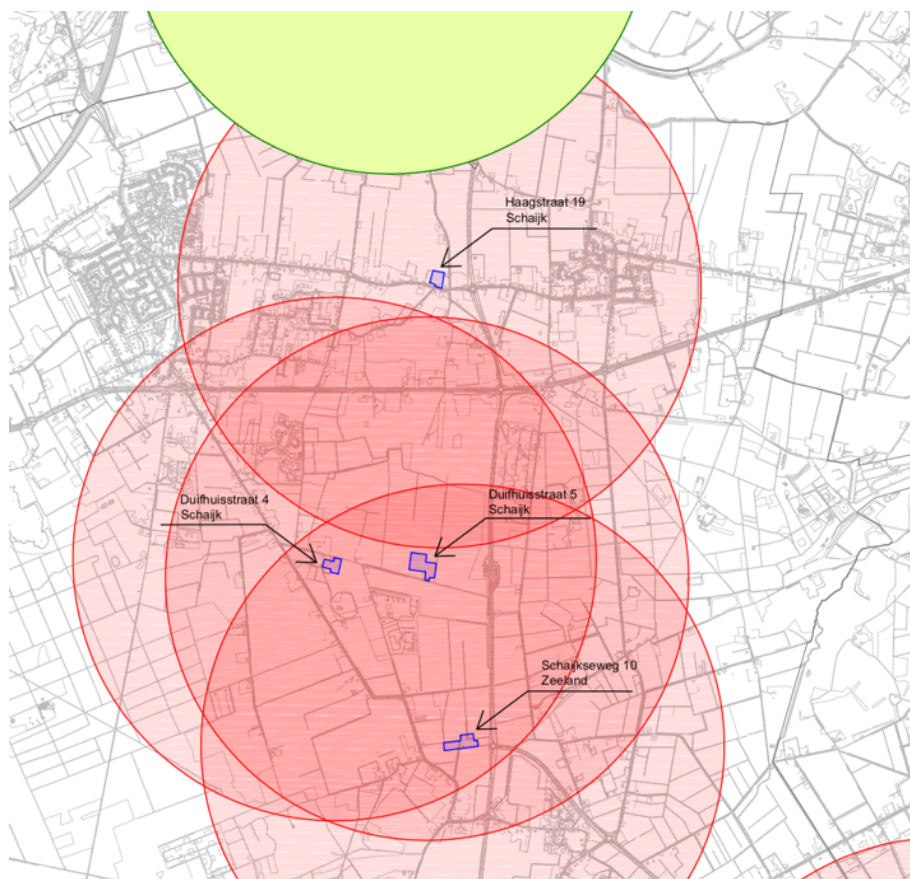 Haagstraat 19
Schaijk
Duifhuisstraat 4
Schaijk
Duifhuisstraat 5
Schaijk
Schaijkseweg 10
Zeeland